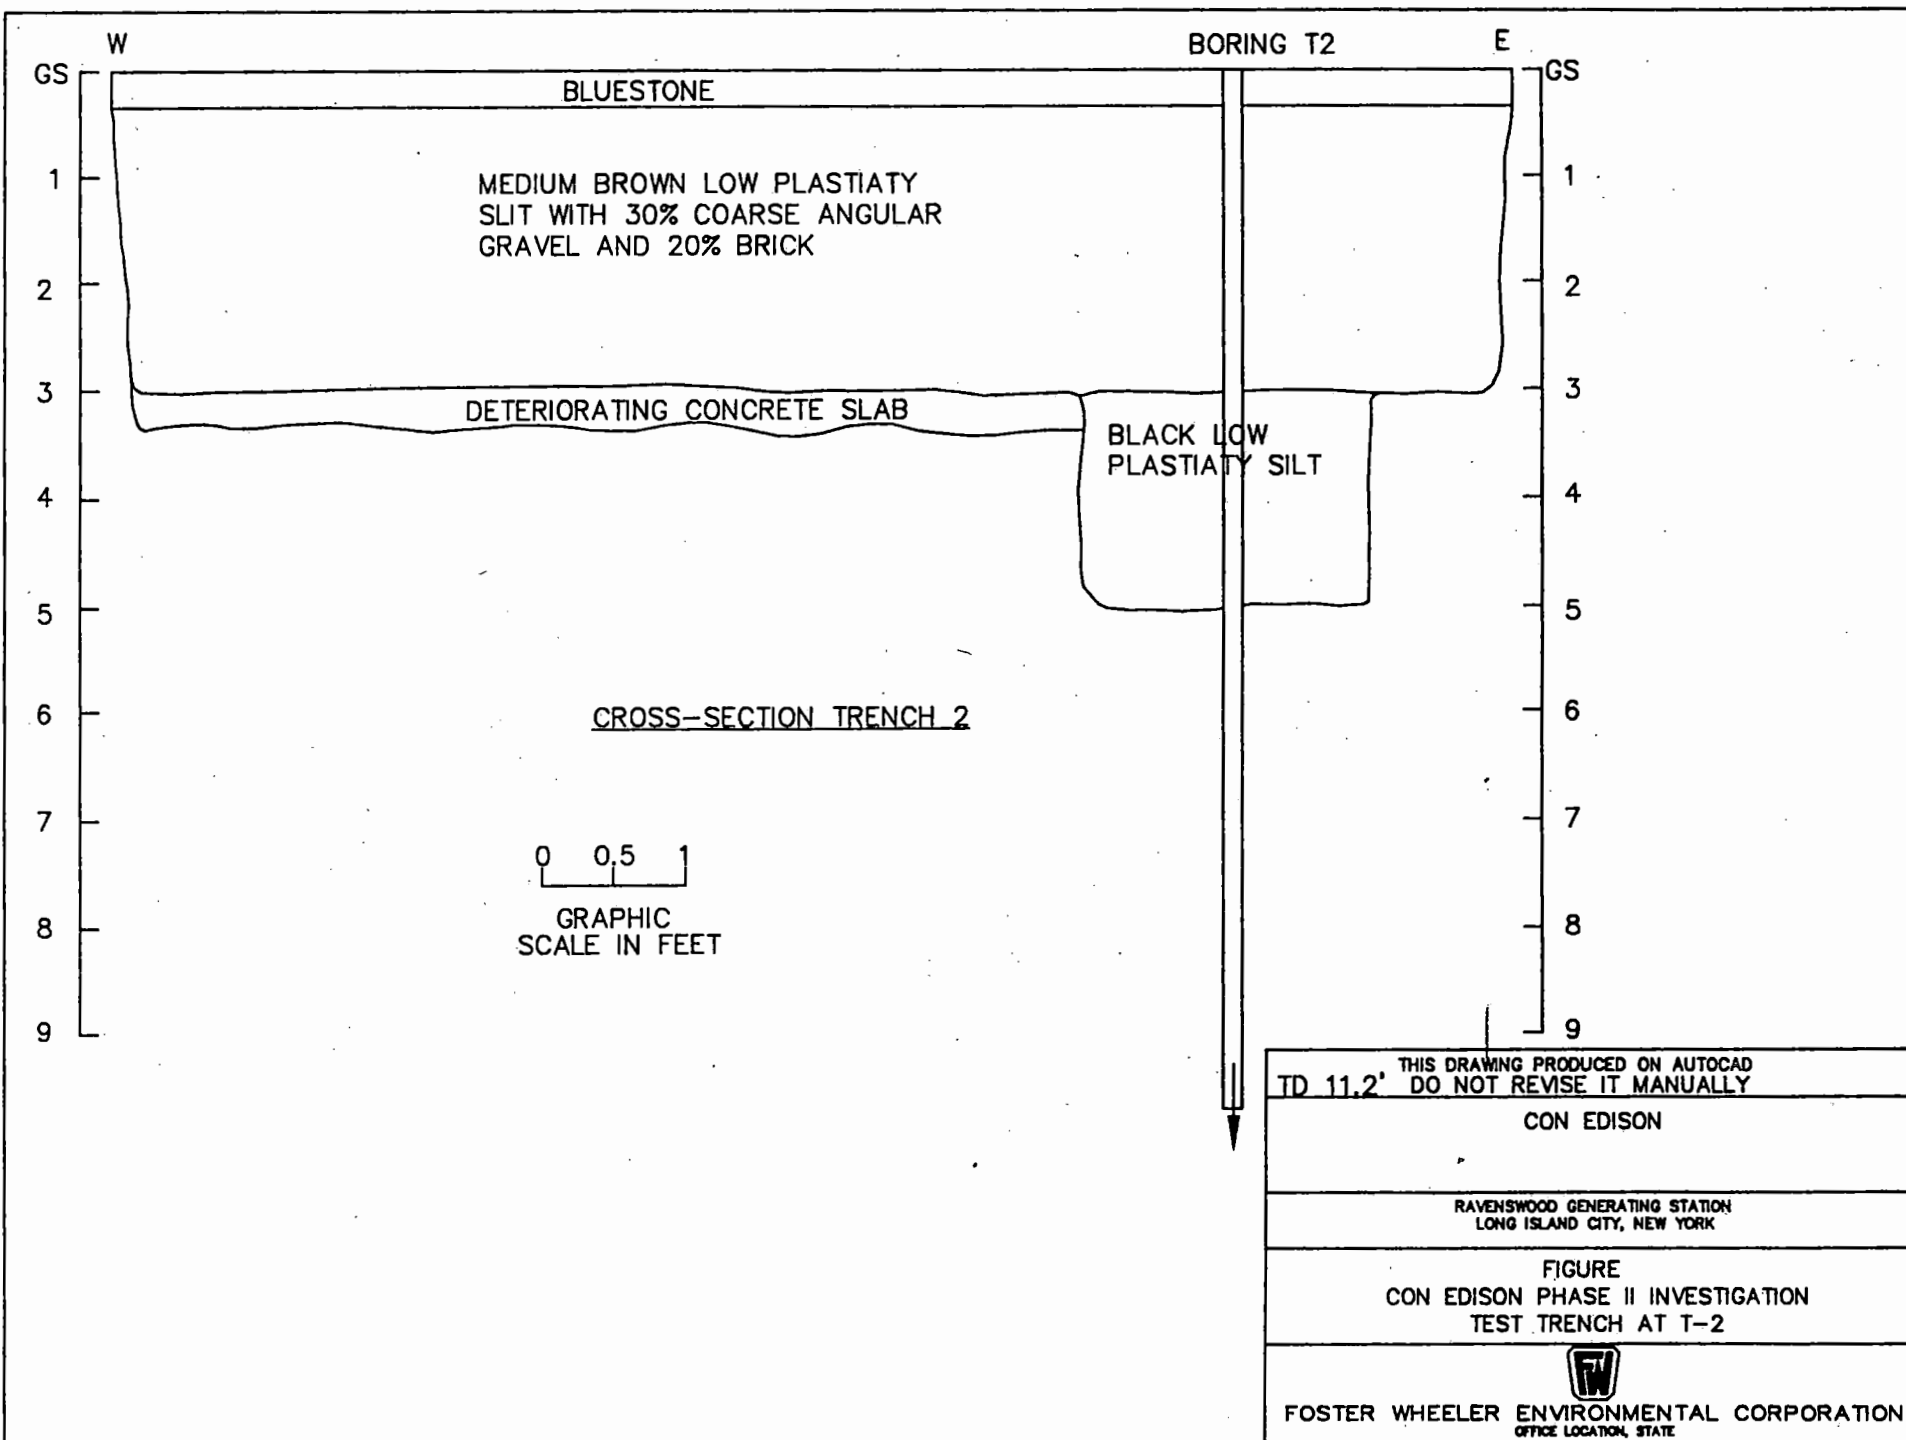 W BORING T2 E
GS GS
BLUESTONE
1 1
MEDIUM BROWN LOW PLASTIATY
SLIT WITH 30% COARSE ANGULAR
GRAVEL AND 20% BRICK
2 2
3 3
DETERIORATING CONCRETE SLAB
BLACK LOW
PLASTIATY SILT
4 4
5 5
6 6
CROSS-SECTION TRENCH 2
7 7
0 0.5 1
GRAPHIC
SCALE IN FEET
8 8
9 9
THIS DRAWING PRODUCED ON AUTOCAD
TD 11.2' DO NOT REVISE IT MANUALLY
CON EDISON
RAVENSWOOD GENERATING STATION
LONG ISLAND CITY, NEW YORK
FIGURE
CON EDISON PHASE II INVESTIGATION
TEST TRENCH AT T-2
FW
FOSTER WHEELER ENVIRONMENTAL CORPORATION
OFFICE LOCATION, STATE